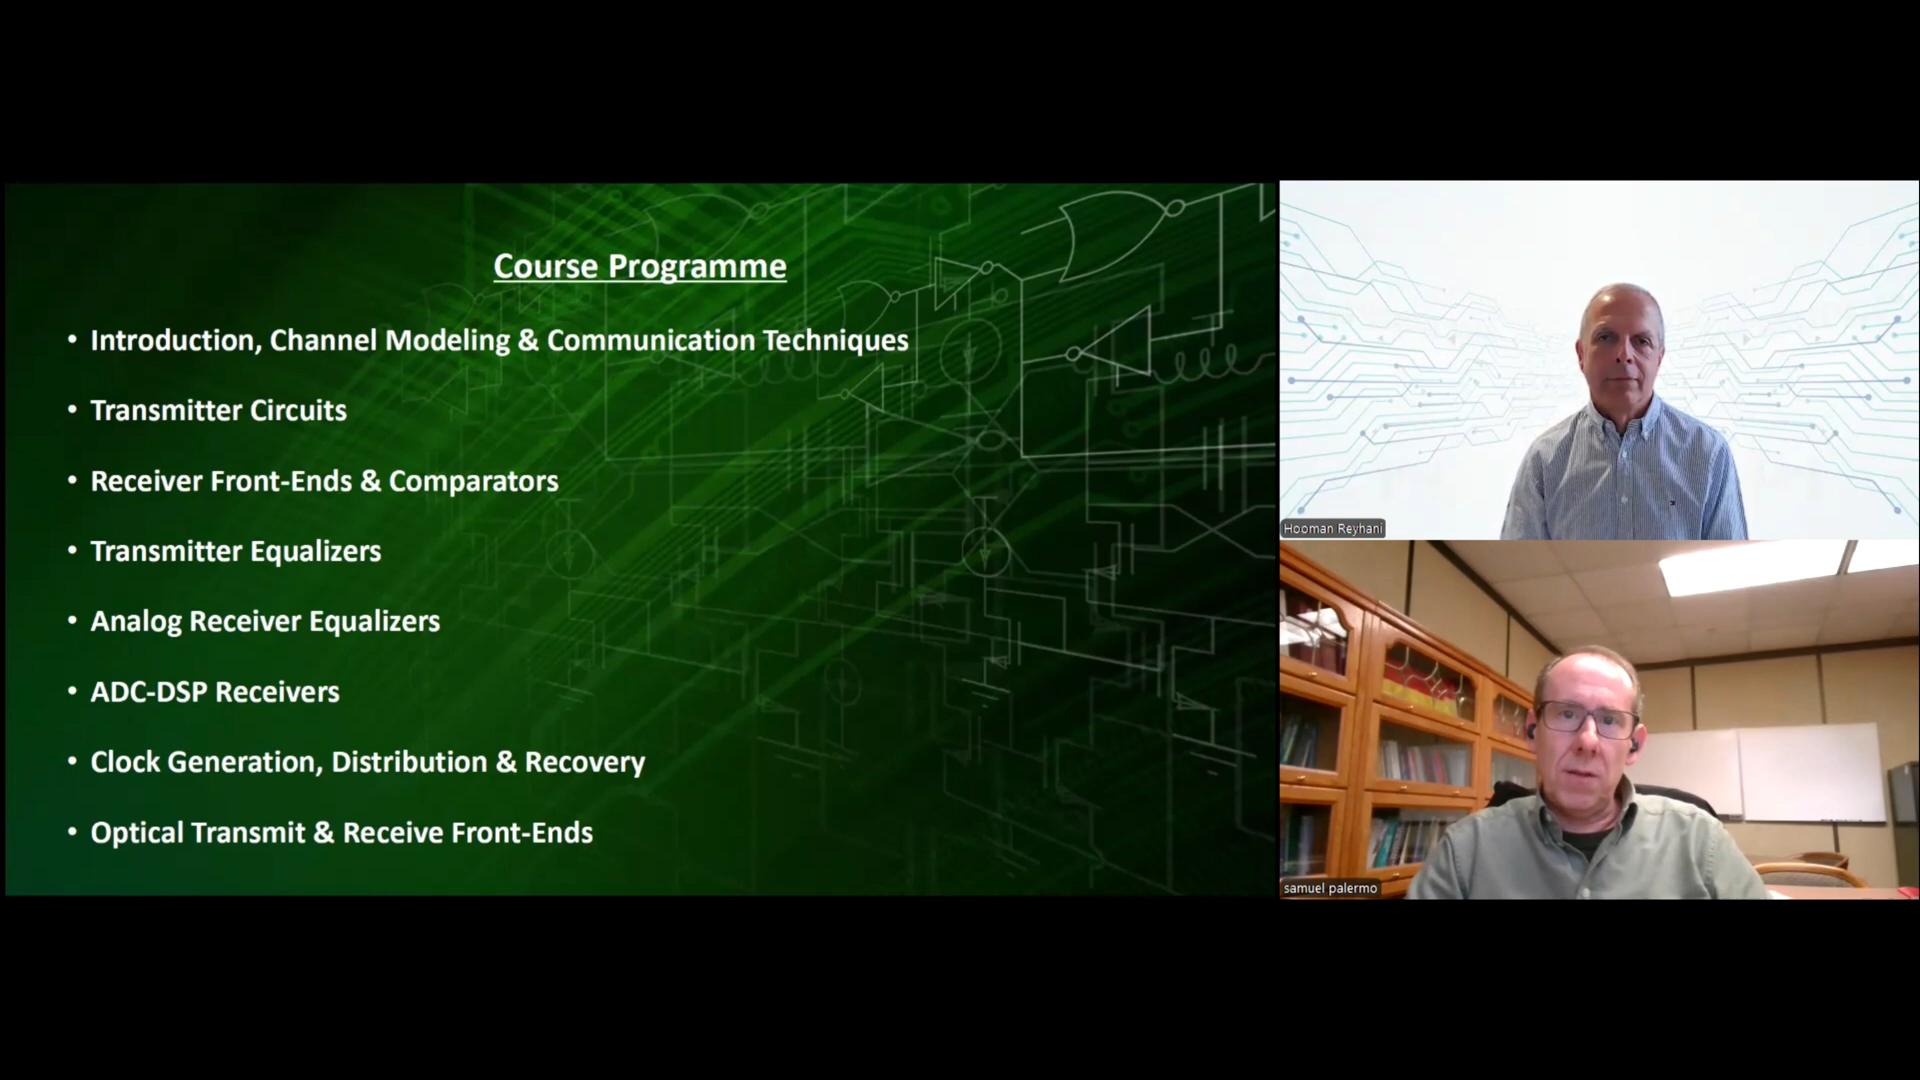 Course Programme
• Introduction, Channel Modeling & Communication Techniques
• Transmitter Circuits
• Receiver Front-Ends & Comparators
• Transmitter Equalizers
• Analog Receiver Equalizers
• ADC-DSP Receivers
• Clock Generation, Distribution & Recovery
• Optical Transmit & Receive Front-Ends
Hooman Reyhani
samuel palermo